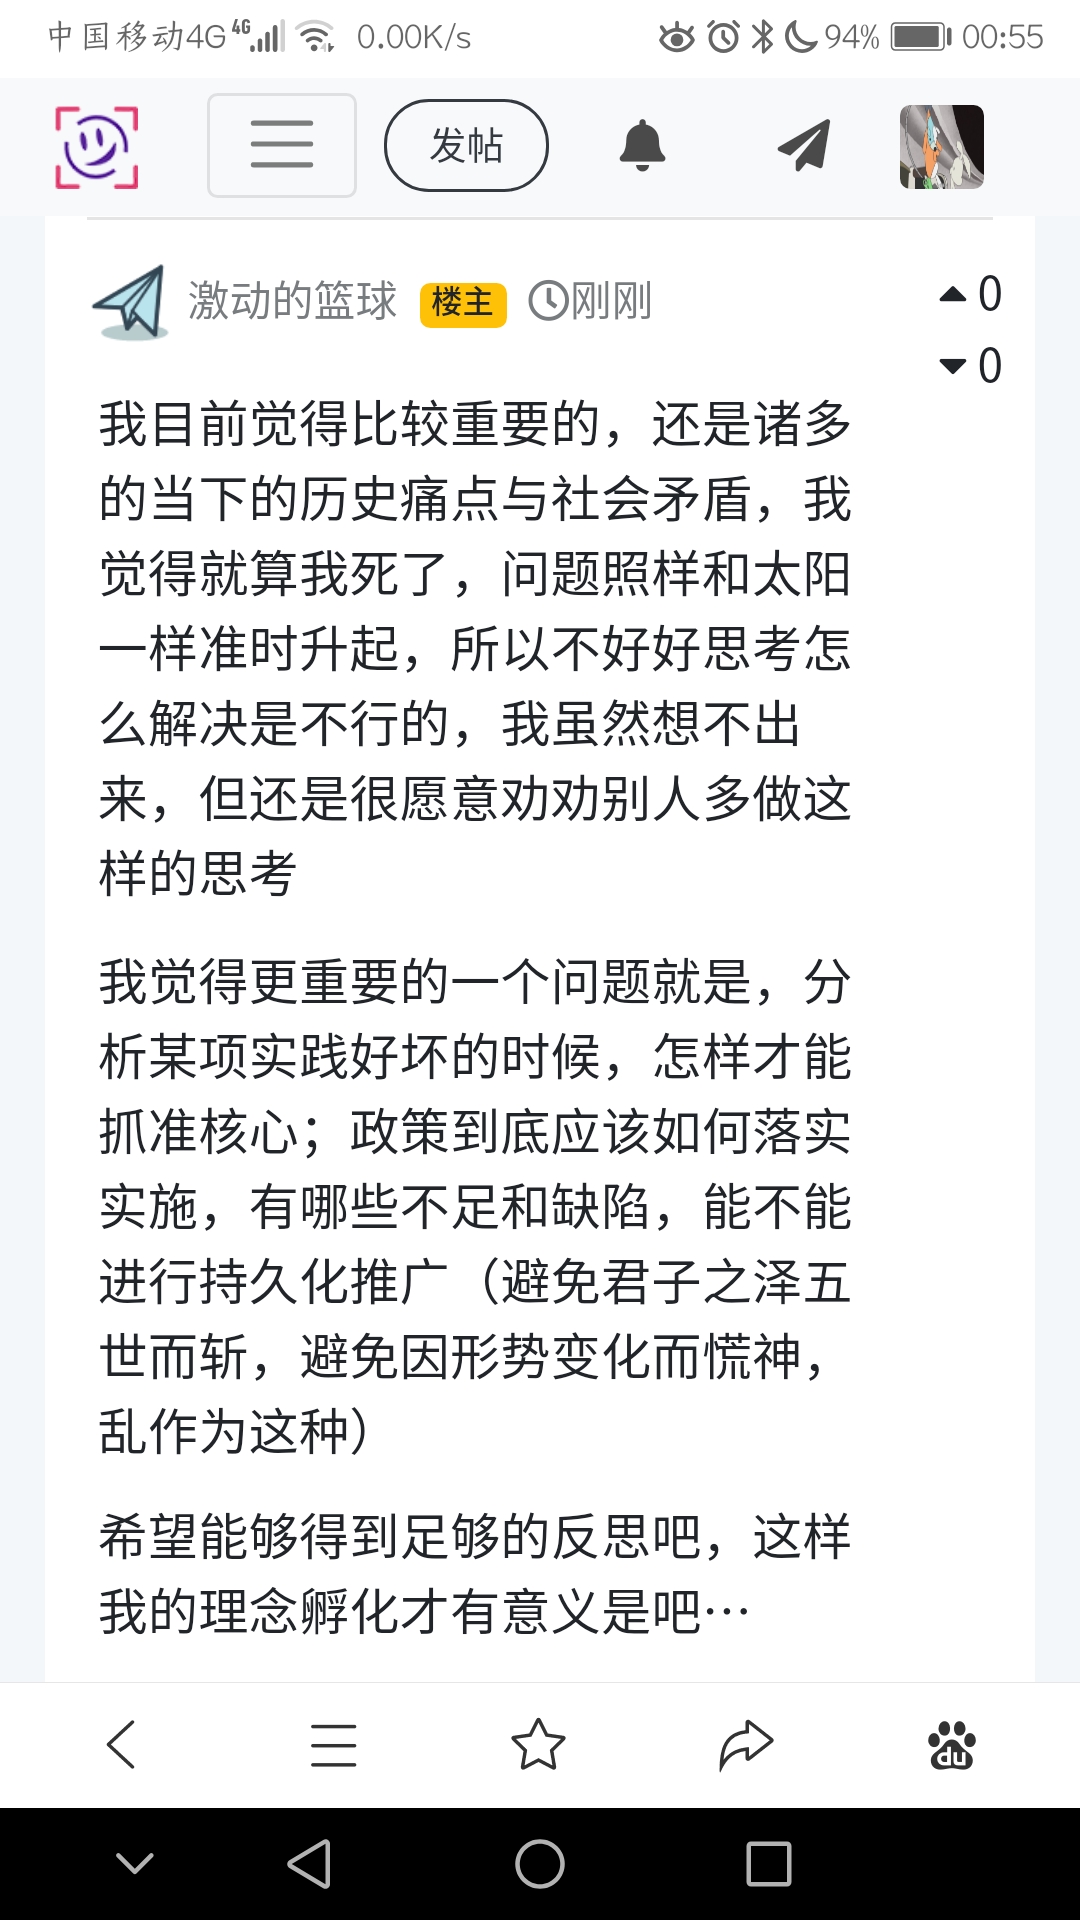 中国移动4G 4G 0.00K/s 94% 00:55
发帖
激动的篮球 楼主 刚刚
0
0
我目前觉得比较重要的，还是诸多
的当下的历史痛点与社会矛盾，我
觉得就算我死了，问题照样和太阳
一样准时升起，所以不好好思考怎
么解决是不行的，我虽然想不出
来，但还是很愿意劝劝别人多做这
样的思考
我觉得更重要的一个问题就是，分
析某项实践好坏的时候，怎样才能
抓准核心；政策到底应该如何落实
实施，有哪些不足和缺陷，能不能
进行持久化推广（避免君子之泽五
世而斩，避免因形势变化而慌神，
乱作为这种）
希望能够得到足够的反思吧，这样
我的理念孵化才有意义是吧…
du